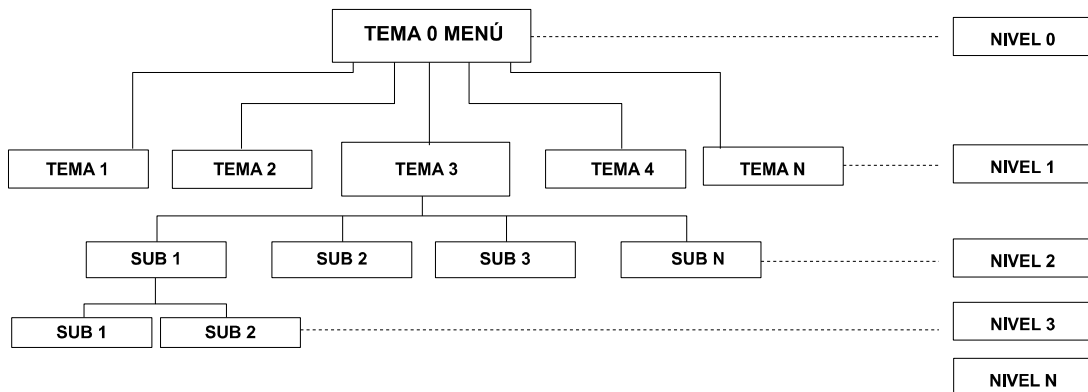 TEMA 0 MENÚ
NIVEL 0
TEMA 1
TEMA 2
TEMA 3
TEMA 4
TEMA N
NIVEL 1
SUB 1
SUB 2
SUB 3
SUB N
NIVEL 2
SUB 1
SUB 2
NIVEL 3
NIVEL N